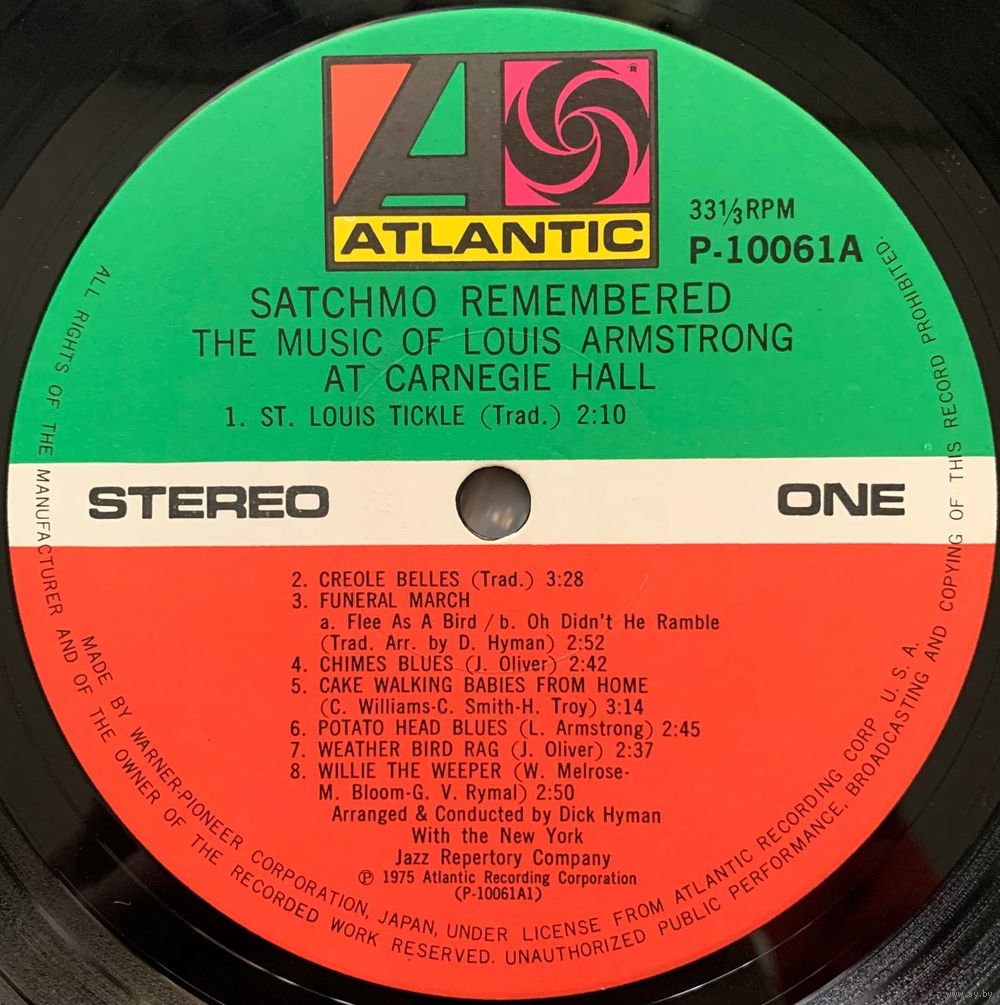 ATLANTIC
®
33⅓ RPM
P-10061A
SATCHMO REMEMBERED
THE MUSIC OF LOUIS ARMSTRONG
AT CARNEGIE HALL
1. ST. LOUIS TICKLE (Trad.) 2:10
STEREO
ONE
2. CREOLE BELLES (Trad.) 3:28
3. FUNERAL MARCH
a. Flee As A Bird / b. Oh Didn't He Ramble
(Trad. Arr. by D. Hyman) 2:52
4. CHIMES BLUES (J. Oliver) 2:42
5. CAKE WALKING BABIES FROM HOME
(C. Williams-C. Smith-H. Troy) 3:14
6. POTATO HEAD BLUES (L. Armstrong) 2:45
7. WEATHER BIRD RAG (J. Oliver) 2:37
8. WILLIE THE WEEPER (W. Melrose-
M. Bloom-G. V. Rymal) 2:50
Arranged & Conducted by Dick Hyman
With the New York
Jazz Repertory Company
℗ 1975 Atlantic Recording Corporation
(P-10061A1)
MADE BY WARNER-PIONEER CORPORATION, JAPAN, UNDER LICENSE FROM ATLANTIC RECORDING CORP U. S. A.
ALL RIGHTS OF THE MANUFACTURER AND OF THE OWNER OF THE RECORDED WORK RESERVED. UNAUTHORIZED PUBLIC PERFORMANCE, BROADCASTING AND COPYING OF THIS RECORD PROHIBITED.
www.ay.by